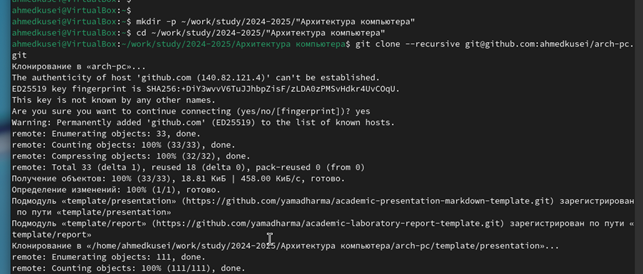 ahmedkusei@VirtualBox:~$
ahmedkusei@VirtualBox:~$
ahmedkusei@VirtualBox:~$ mkdir -p ~/work/study/2024-2025/"Архитектура компьютера"
ahmedkusei@VirtualBox:~$ cd ~/work/study/2024-2025/"Архитектура компьютера"
ahmedkusei@VirtualBox:~/work/study/2024-2025/Архитектура компьютера$ git clone --recursive git@github.com:ahmedkusei/arch-pc.
git
Клонирование в «arch-pc»...
The authenticity of host 'github.com (140.82.121.4)' can't be established.
ED25519 key fingerprint is SHA256:+DiY3wvvV6TuJJhbpZisF/zLDA0zPMSvHdkr4UvCOqU.
This key is not known by any other names.
Are you sure you want to continue connecting (yes/no/[fingerprint])? yes
Warning: Permanently added 'github.com' (ED25519) to the list of known hosts.
remote: Enumerating objects: 33, done.
remote: Counting objects: 100% (33/33), done.
remote: Compressing objects: 100% (32/32), done.
remote: Total 33 (delta 1), reused 18 (delta 0), pack-reused 0 (from 0)
Получение объектов: 100% (33/33), 18.81 КиБ | 458.00 КиБ/с, готово.
Определение изменений: 100% (1/1), готово.
Подмодуль «template/presentation» (https://github.com/yamadharma/academic-presentation-markdown-template.git) зарегистрирован
по пути «template/presentation»
Подмодуль «template/report» (https://github.com/yamadharma/academic-laboratory-report-template.git) зарегистрирован по пути «
template/report»
Клонирование в «/home/ahmedkusei/work/study/2024-2025/Архитектура компьютера/arch-pc/template/presentation»...
remote: Enumerating objects: 111, done.
remote: Counting objects: 100% (111/111), done.